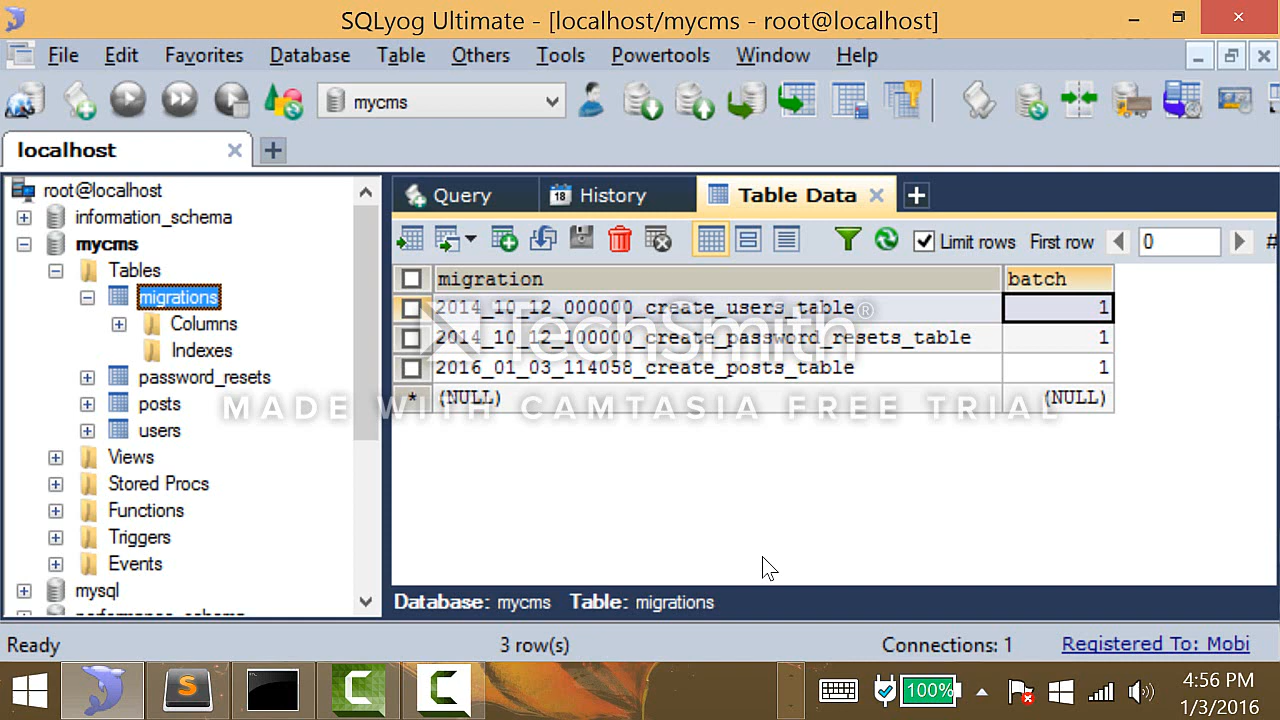 SQLyog Ultimate - [localhost/mycms - root@localhost]
File Edit Favorites Database Table Others Tools Powertools Window Help
mycms
localhost
root@localhost
information_schema
mycms
Tables
migrations
Columns
Indexes
password_resets
posts
users
Views
Stored Procs
Functions
Triggers
Events
mysql
performance_schema
Query 18 History Table Data
Limit rows First row 0 #
migration batch
2014_10_12_000000_create_users_table 1
2014_10_12_100000_create_password_resets_table 1
2016_01_03_114058_create_posts_table 1
* (NULL) (NULL)
TechSmith®
MADE WITH CAMTASIA FREE TRIAL
Database: mycms Table: migrations
Ready 3 row(s) Connections: 1 Registered To: Mobi
100%
4:56 PM
1/3/2016